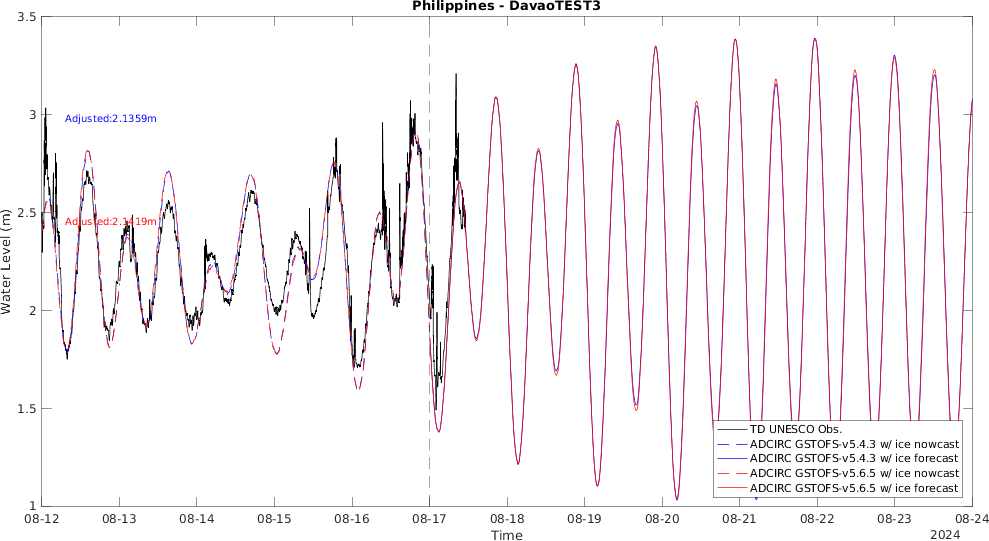 Philippines - DavaoTEST3
3.5
3
2.5
2
1.5
1
Water Level (m)
Adjusted:2.1359m
Adjusted:2.1419m
TD UNESCO Obs.
ADCIRC GSTOFS-v5.4.3 w/ ice nowcast
ADCIRC GSTOFS-v5.4.3 w/ ice forecast
ADCIRC GSTOFS-v5.6.5 w/ ice nowcast
ADCIRC GSTOFS-v5.6.5 w/ ice forecast
08-12 08-13 08-14 08-15 08-16 08-17 08-18 08-19 08-20 08-21 08-22 08-23 08-24
Time
2024